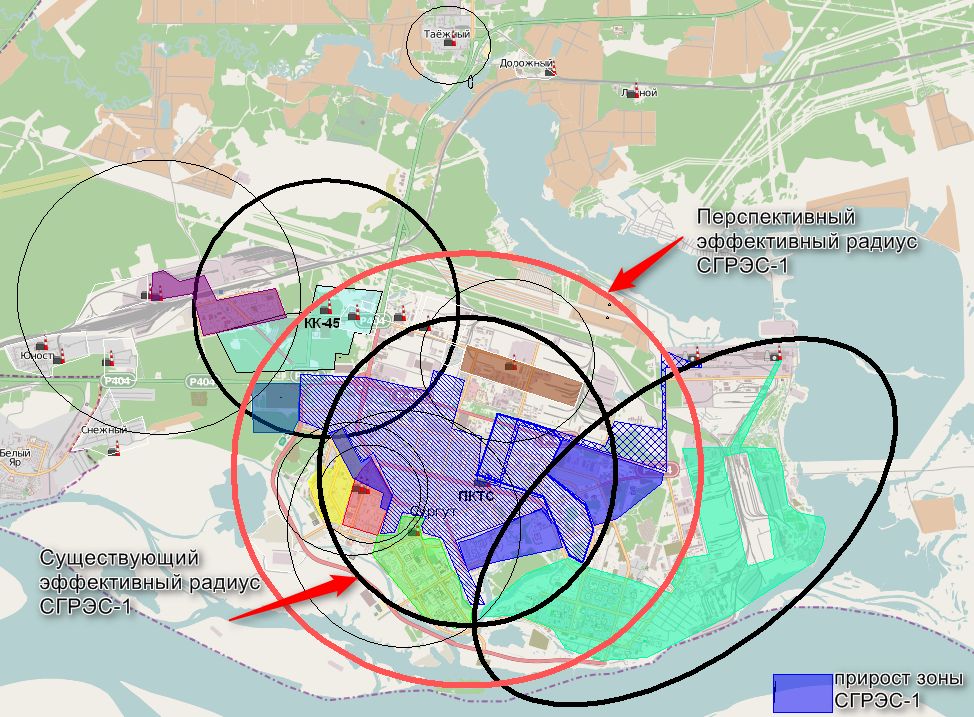 Таёжный
Дорожный
Лесной
Перспективный
эффективный радиус
СГРЭС-1
КК-45
Юность
Р404
Р404
Снежный
Белый
Яр
ПКТС
Сургут
Существующий
эффективный радиус
СГРЭС-1
прирост зоны
СГРЭС-1